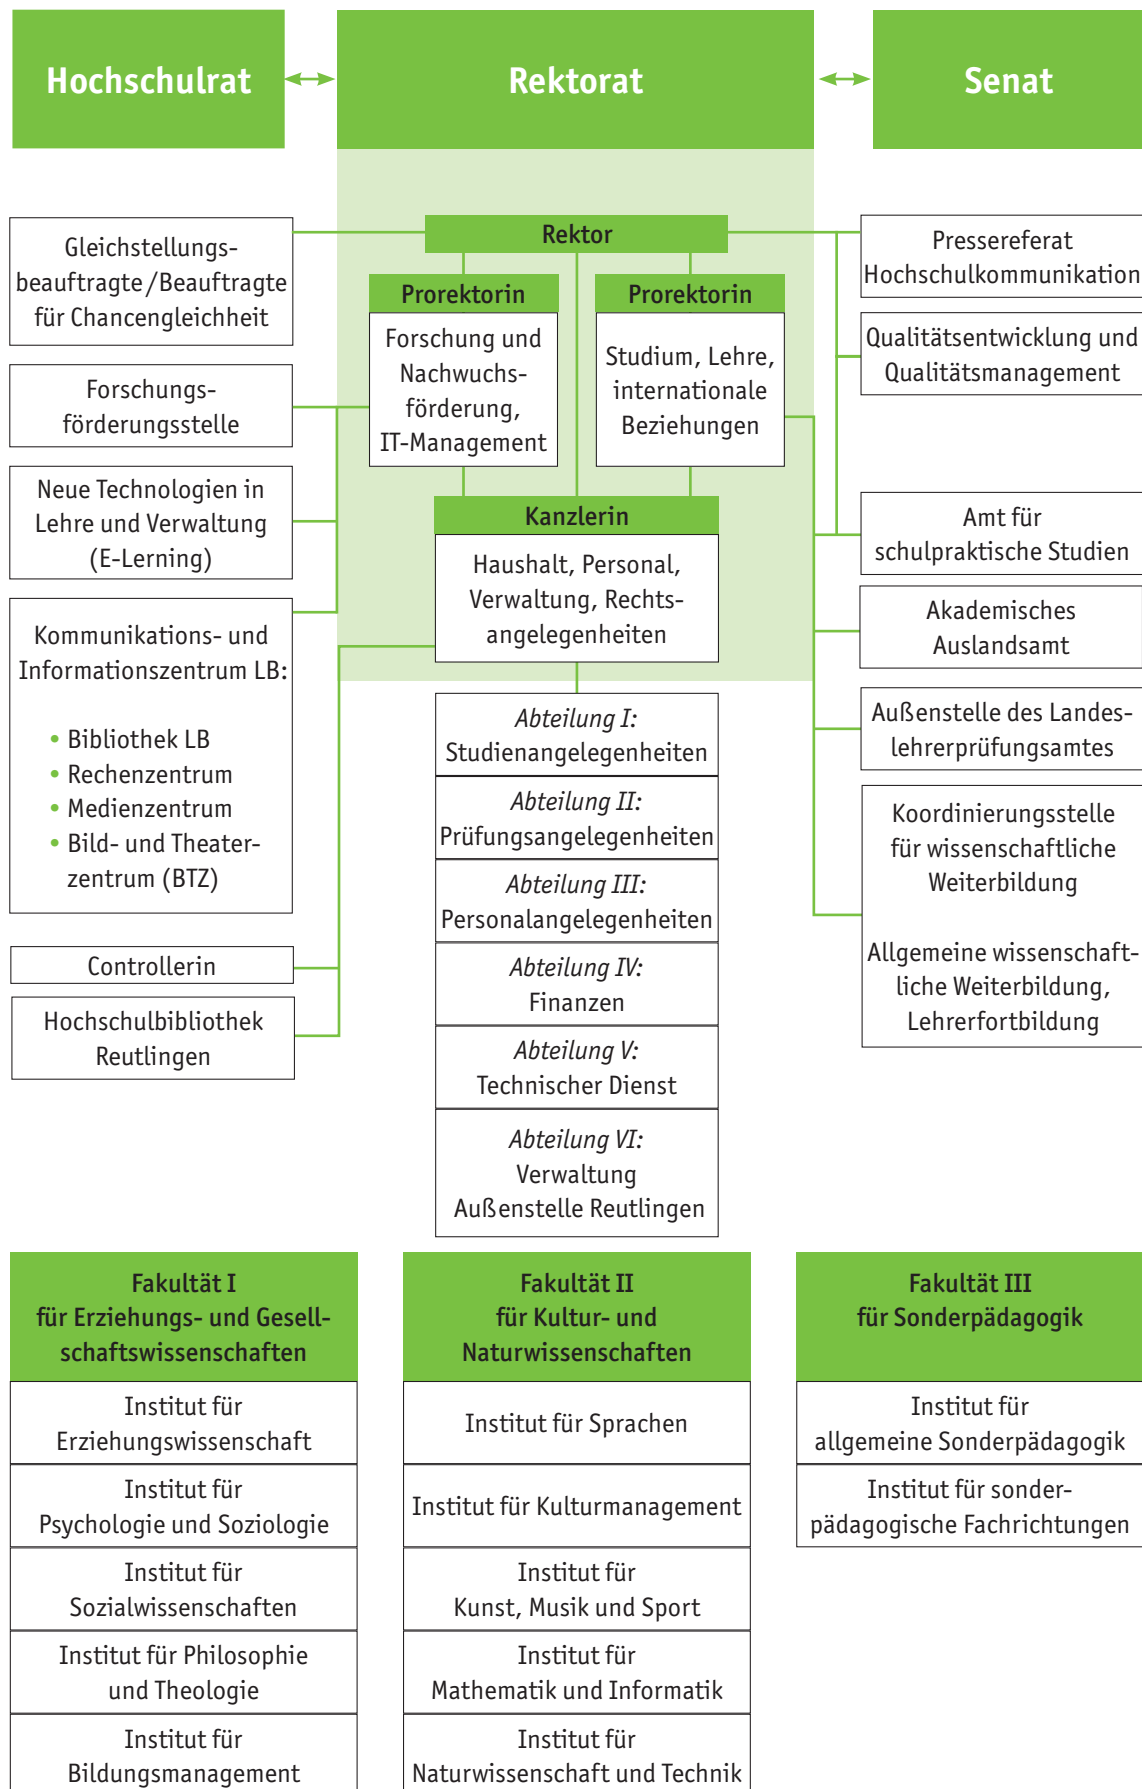 Hochschulrat
Rektorat
Senat
Gleichstellungs-
beauftragte/Beauftragte
für Chancengleichheit
Forschungs-
förderungsstelle
Neue Technologien in
Lehre und Verwaltung
(E-Lerning)
Kommunikations- und
Informationszentrum LB:
• Bibliothek LB
• Rechenzentrum
• Medienzentrum
• Bild- und Theater-
zentrum (BTZ)
Controllerin
Hochschulbibliothek
Reutlingen
Rektor
Prorektorin
Forschung und
Nachwuchs-
förderung,
IT-Management
Prorektorin
Studium, Lehre,
internationale
Beziehungen
Kanzlerin
Haushalt, Personal,
Verwaltung, Rechts-
angelegenheiten
Abteilung I:
Studienangelegenheiten
Abteilung II:
Prüfungsangelegenheiten
Abteilung III:
Personalangelegenheiten
Abteilung IV:
Finanzen
Abteilung V:
Technischer Dienst
Abteilung VI:
Verwaltung
Außenstelle Reutlingen
Pressereferat
Hochschulkommunikation
Qualitätsentwicklung und
Qualitätsmanagement
Amt für
schulpraktische Studien
Akademisches
Auslandsamt
Außenstelle des Landes-
lehrerprüfungsamtes
Koordinierungsstelle
für wissenschaftliche
Weiterbildung
Allgemeine wissenschaft-
liche Weiterbildung,
Lehrerfortbildung
Fakultät I
für Erziehungs- und Gesell-
schaftswissenschaften
Institut für
Erziehungswissenschaft
Institut für
Psychologie und Soziologie
Institut für
Sozialwissenschaften
Institut für Philosophie
und Theologie
Institut für
Bildungsmanagement
Fakultät II
für Kultur- und
Naturwissenschaften
Institut für Sprachen
Institut für Kulturmanagement
Institut für
Kunst, Musik und Sport
Institut für
Mathematik und Informatik
Institut für
Naturwissenschaft und Technik
Fakultät III
für Sonderpädagogik
Institut für
allgemeine Sonderpädagogik
Institut für sonder-
pädagogische Fachrichtungen